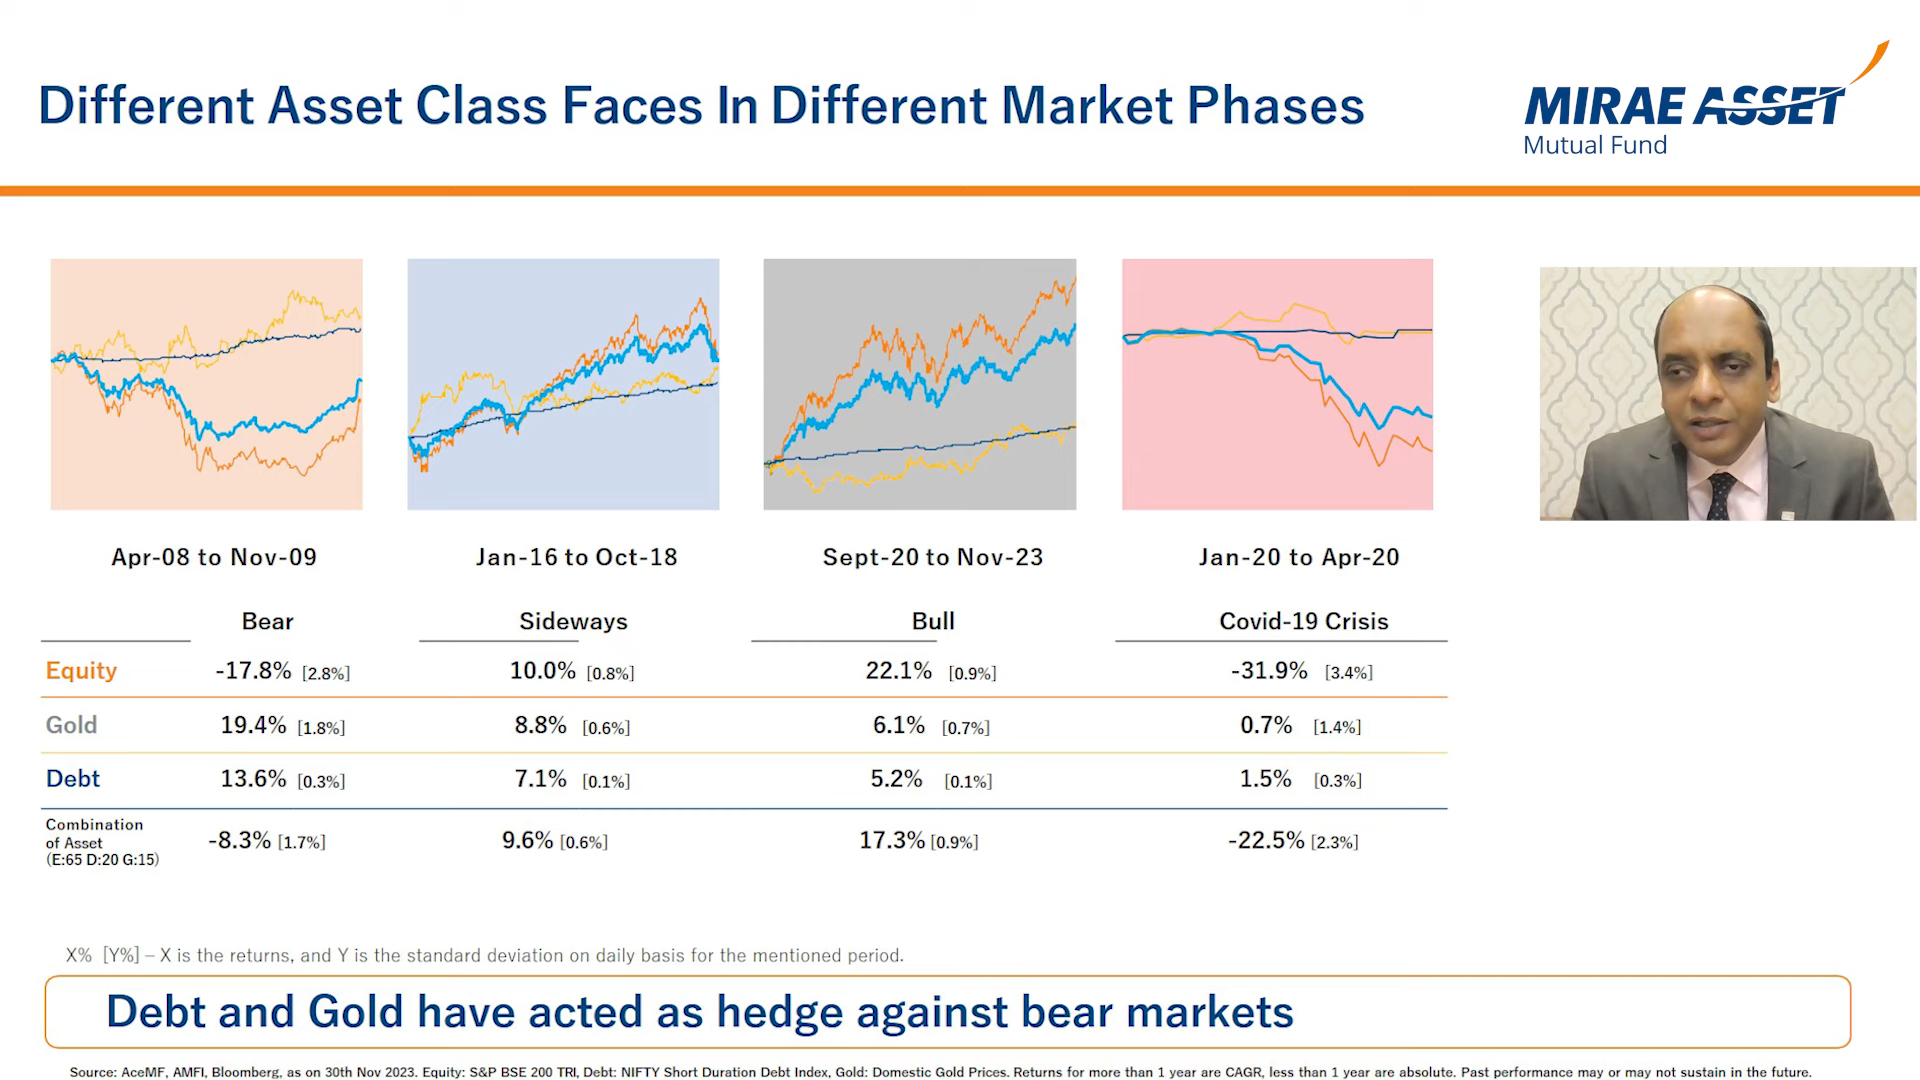 Different Asset Class Faces In Different Market Phases
MIRAE ASSET
Mutual Fund
Apr-08 to Nov-09 Jan-16 to Oct-18 Sept-20 to Nov-23 Jan-20 to Apr-20
Bear Sideways Bull Covid-19 Crisis
Equity -17.8% [2.8%] 10.0% [0.8%] 22.1% [0.9%] -31.9% [3.4%]
Gold 19.4% [1.8%] 8.8% [0.6%] 6.1% [0.7%] 0.7% [1.4%]
Debt 13.6% [0.3%] 7.1% [0.1%] 5.2% [0.1%] 1.5% [0.3%]
Combination
of Asset
(E:65 D:20 G:15)
-8.3% [1.7%] 9.6% [0.6%] 17.3% [0.9%] -22.5% [2.3%]
X% [Y%] – X is the returns, and Y is the standard deviation on daily basis for the mentioned period.
Debt and Gold have acted as hedge against bear markets
Source: AceMF, AMFI, Bloomberg, as on 30th Nov 2023. Equity: S&P BSE 200 TRI, Debt: NIFTY Short Duration Debt Index, Gold: Domestic Gold Prices. Returns for more than 1 year are CAGR, less than 1 year are absolute. Past performance may or may not sustain in the future.